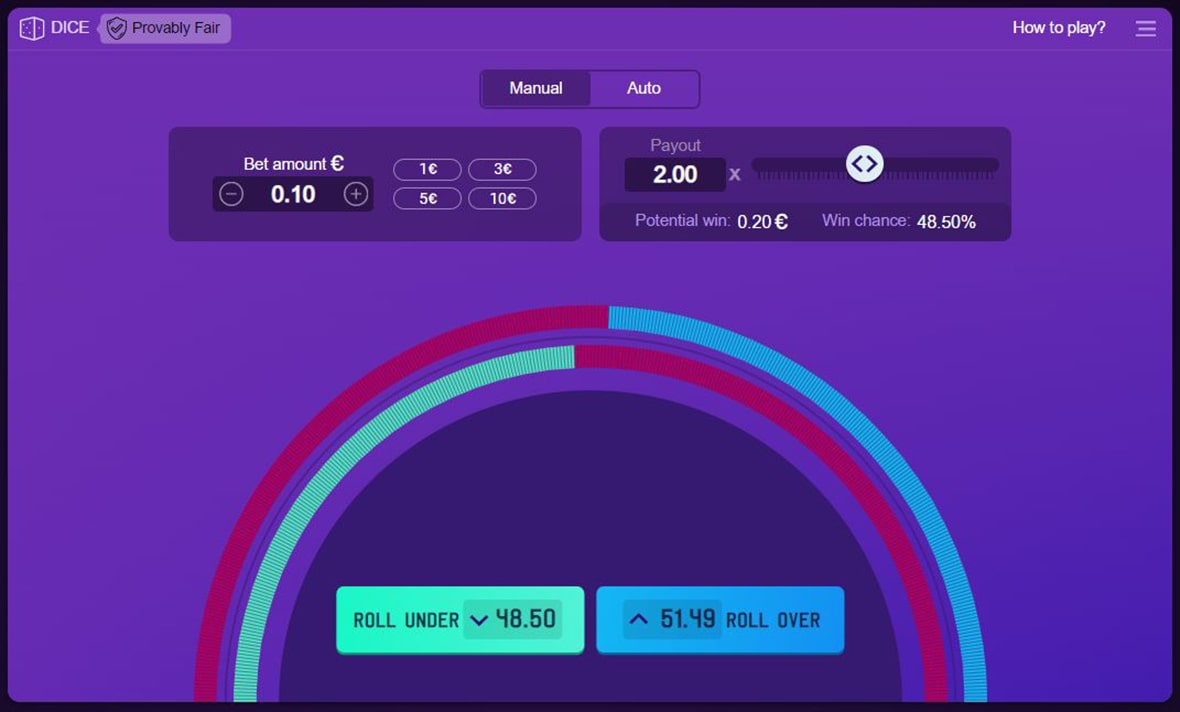 DICE Provably Fair How to play?
Manual Auto
Bet amount €
0.10
1€ 3€
5€ 10€
Payout
2.00 x
Potential win: 0.20 € Win chance: 48.50%
ROLL UNDER 48.50
51.49 ROLL OVER